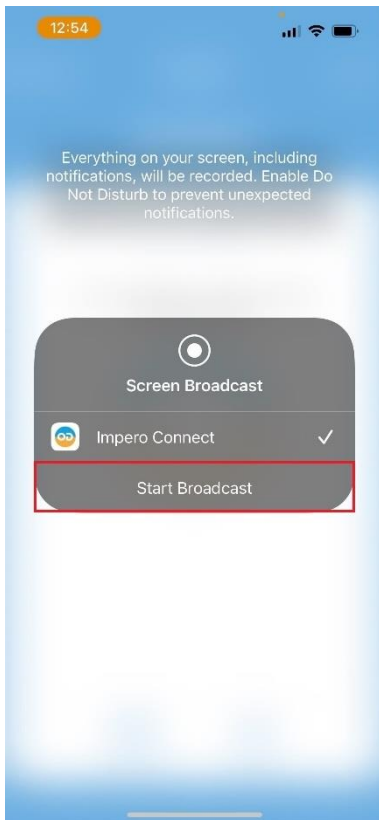 12:54
Everything on your screen, including
notifications, will be recorded. Enable Do
Not Disturb to prevent unexpected
notifications.
Screen Broadcast
Impero Connect
Start Broadcast